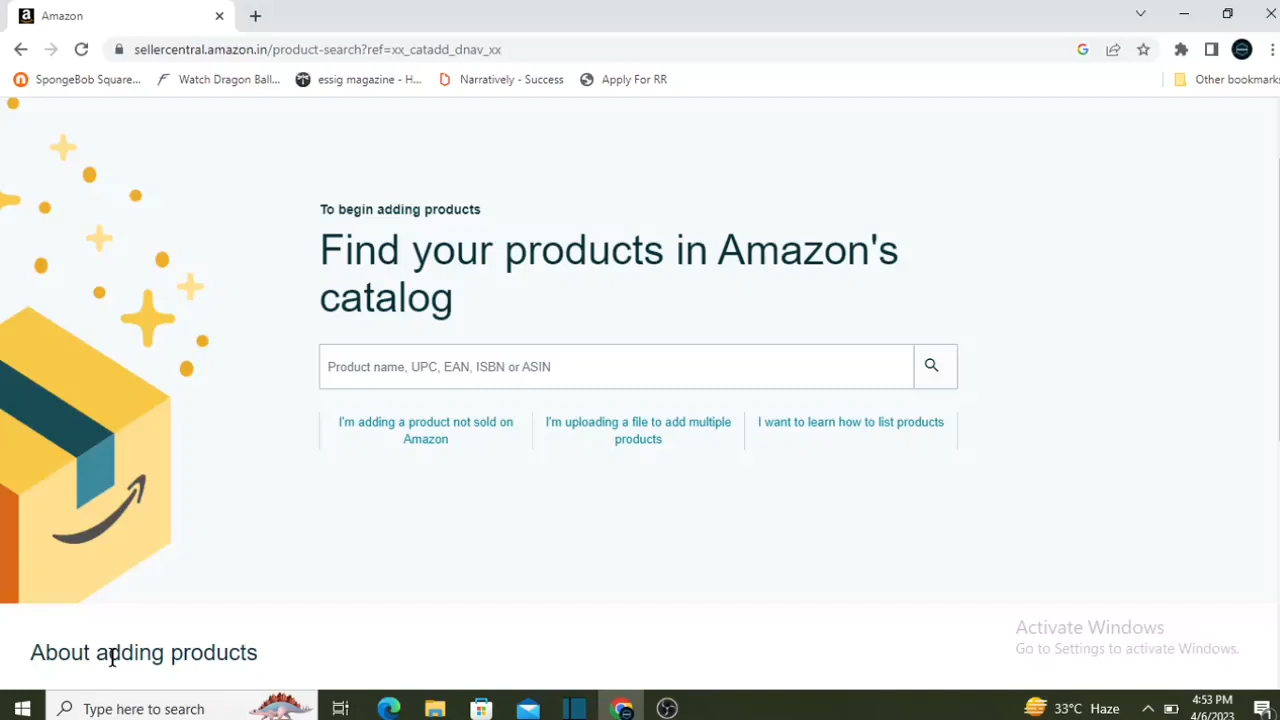 Amazon
sellercentral.amazon.in/product-search?ref=xx_catadd_dnav_xx
SpongeBob Square... Watch Dragon Ball... essig magazine - H... Narratively - Success Apply For RR Other bookmarks
To begin adding products
Find your products in Amazon's
catalog
Product name, UPC, EAN, ISBN or ASIN
I'm adding a product not sold on
Amazon
I'm uploading a file to add multiple
products
I want to learn how to list products
About adding products
Activate Windows
Go to Settings to activate Windows.
Type here to search
33°C Haze
4:53 PM
4/6/2023